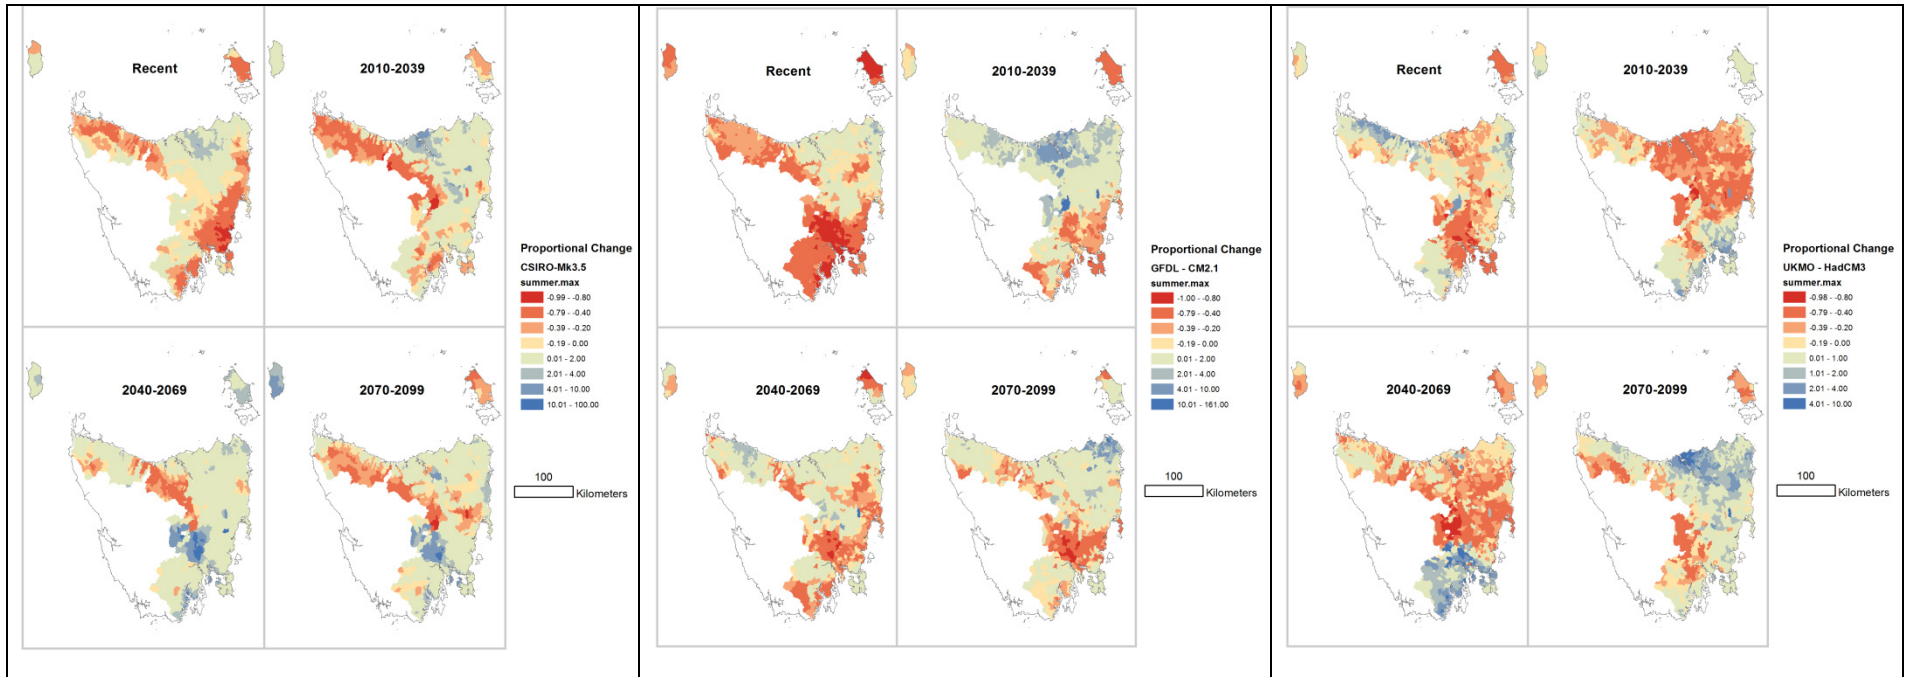 Recent
2010-2039
2040-2069
2070-2099
Proportional Change
CSIRO-Mk3.5
summer.max
-0.99 - -0.80
-0.79 - -0.40
-0.39 - -0.20
-0.19 - 0.00
0.01 - 2.00
2.01 - 4.00
4.01 - 10.00
10.01 - 100.00
100
Kilometers
Recent
2010-2039
2040-2069
2070-2099
Proportional Change
GFDL - CM2.1
summer.max
-1.00 - -0.80
-0.79 - -0.40
-0.39 - -0.20
-0.19 - 0.00
0.01 - 2.00
2.01 - 4.00
4.01 - 10.00
10.01 - 161.00
100
Kilometers
Recent
2010-2039
2040-2069
2070-2099
Proportional Change
UKMO - HadCM3
summer.max
-0.98 - -0.80
-0.79 - -0.40
-0.39 - -0.20
-0.19 - 0.00
0.01 - 1.00
1.01 - 2.00
2.01 - 4.00
4.01 - 10.00
100
Kilometers